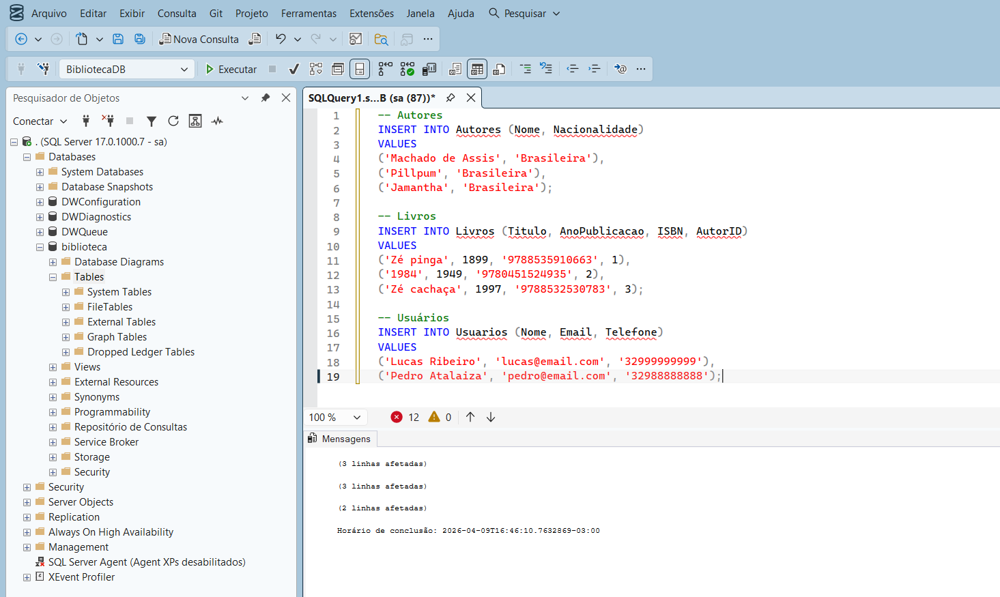 Arquivo Editar Exibir Consulta Git Projeto Ferramentas Extensões Janela Ajuda Pesquisar
Nova Consulta
BibliotecaDB Executar
Pesquisador de Objetos
Conectar
. (SQL Server 17.0.1000.7 - sa)
Databases
System Databases
Database Snapshots
DWConfiguration
DWDiagnostics
DWQueue
biblioteca
Database Diagrams
Tables
System Tables
FileTables
External Tables
Graph Tables
Dropped Ledger Tables
Views
External Resources
Synonyms
Programmability
Repositório de Consultas
Service Broker
Storage
Security
Security
Server Objects
Replication
Always On High Availability
Management
SQL Server Agent (Agent XPs desabilitados)
XEvent Profiler
SQLQuery1.s...B (sa (87))*
1 -- Autores
2 INSERT INTO Autores (Nome, Nacionalidade)
3 VALUES
4 ('Machado de Assis', 'Brasileira'),
5 ('Pillpum', 'Brasileira'),
6 ('Jamantha', 'Brasileira');
7
8 -- Livros
9 INSERT INTO Livros (Titulo, AnoPublicacao, ISBN, AutorID)
10 VALUES
11 ('Zé pinga', 1899, '9788535910663', 1),
12 ('1984', 1949, '9780451524935', 2),
13 ('Zé cachaça', 1997, '9788532530783', 3);
14
15 -- Usuários
16 INSERT INTO Usuarios (Nome, Email, Telefone)
17 VALUES
18 ('Lucas Ribeiro', 'lucas@email.com', '32999999999'),
19 ('Pedro Atalaiza', 'pedro@email.com', '32988888888');
100 % 12 0
Mensagens
(3 linhas afetadas)
(3 linhas afetadas)
(2 linhas afetadas)
Horário de conclusão: 2026-04-09T16:46:10.7632869-03:00